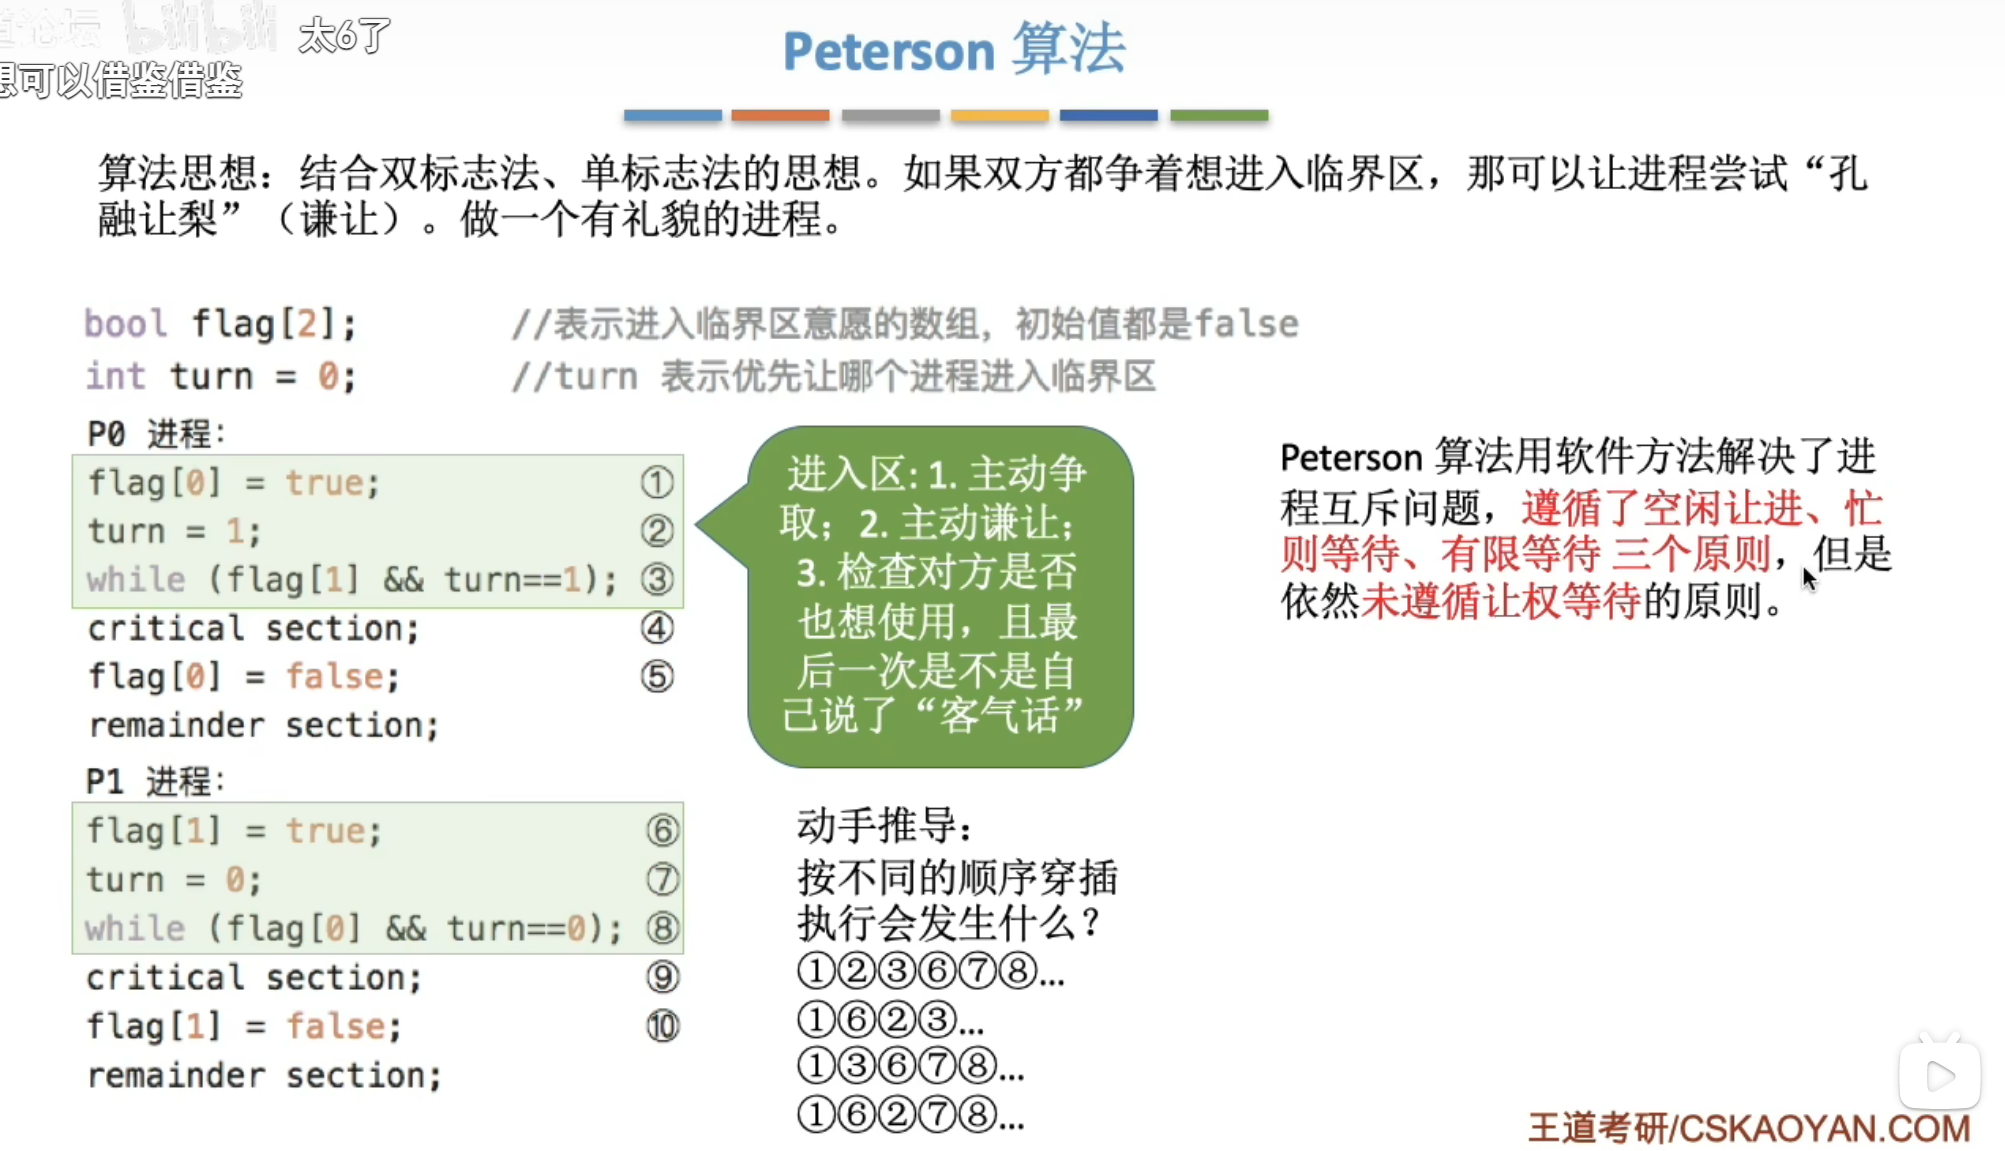 道论坛 bilibili 太6了
想可以借鉴借鉴
Peterson 算法
算法思想：结合双标志法、单标志法的思想。如果双方都争着想进入临界区，那可以让进程尝试“孔
融让梨”（谦让）。做一个有礼貌的进程。
bool flag[2]; //表示进入临界区意愿的数组，初始值都是false
int turn = 0; //turn 表示优先让哪个进程进入临界区
P0 进程：
flag[0] = true; ①
turn = 1; ②
while (flag[1] && turn==1); ③
critical section; ④
flag[0] = false; ⑤
remainder section;
P1 进程：
flag[1] = true; ⑥
turn = 0; ⑦
while (flag[0] && turn==0); ⑧
critical section; ⑨
flag[1] = false; ⑩
remainder section;
进入区：1. 主动争
取；2. 主动谦让；
3. 检查对方是否
也想使用，且最
后一次是不是自
己说了“客气话”
动手推导：
按不同的顺序穿插
执行会发生什么？
①②③⑥⑦⑧...
①⑥②③...
①③⑥⑦⑧...
①⑥②⑦⑧...
Peterson 算法用软件方法解决了进
程互斥问题，遵循了空闲让进、忙
则等待、有限等待 三个原则，但是
依然未遵循让权等待的原则。
王道考研/CSKAOYAN.COM